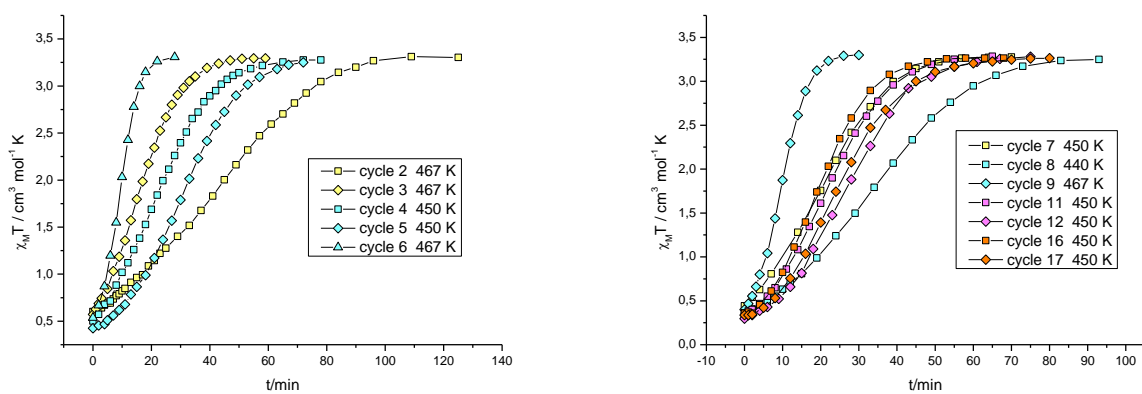 3,5
3,0
2,5
2,0
1,5
1,0
0,5
χMT / cm³ mol⁻¹ K
0 20 40 60 80 100 120 140
t/min
cycle 2 467 K
cycle 3 467 K
cycle 4 450 K
cycle 5 450 K
cycle 6 467 K
3,5
3,0
2,5
2,0
1,5
1,0
0,5
0,0
χMT / cm³ mol⁻¹ K
-10 0 10 20 30 40 50 60 70 80 90 100
t/min
cycle 7 450 K
cycle 8 440 K
cycle 9 467 K
cycle 11 450 K
cycle 12 450 K
cycle 16 450 K
cycle 17 450 K